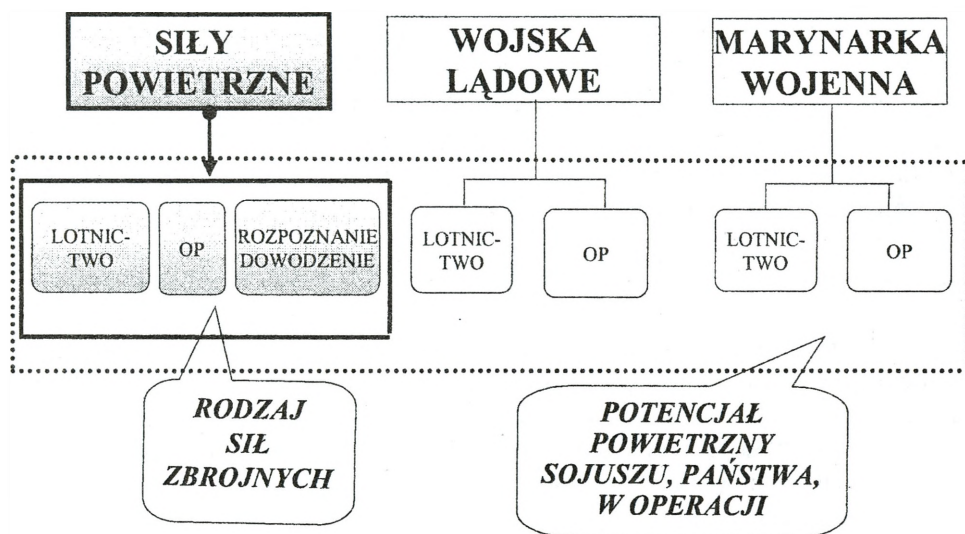 SIŁY
POWIETRZNE
WOJSKA
LĄDOWE
MARYNARKA
WOJENNA
LOTNIC-
TWO
OP
ROZPOZNANIE
DOWODZENIE
LOTNIC-
TWO
OP
LOTNIC-
TWO
OP
RODZAJ
SIŁ
ZBROJNYCH
POTENCJAŁ
POWIETRZNY
SOJUSZU, PAŃSTWA,
W OPERACJI